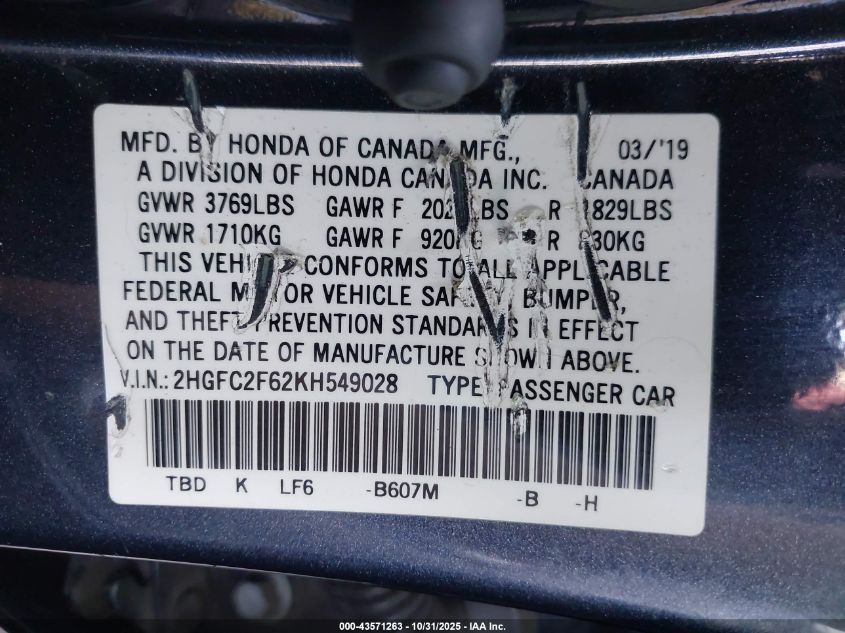 MFD. BY HONDA OF CANADA MFG., 03/'19
A DIVISION OF HONDA CANADA INC. CANADA
GVWR 3769LBS GAWR F LBS R 1829LBS
GVWR 1710KG GAWR F 920KG R 830KG
THIS VEHICLE CONFORMS TO ALL APPLICABLE
FEDERAL MOTOR VEHICLE SAFETY, BUMPER,
AND THEFT PREVENTION STANDARDS IN EFFECT
ON THE DATE OF MANUFACTURE SHOWN ABOVE.
V.I.N.: 2HGFC2F62KH549028 TYPE: PASSENGER CAR
TBD K LF6 -B607M -B -H
000-43571263 - 10/31/2025 - IAA Inc.